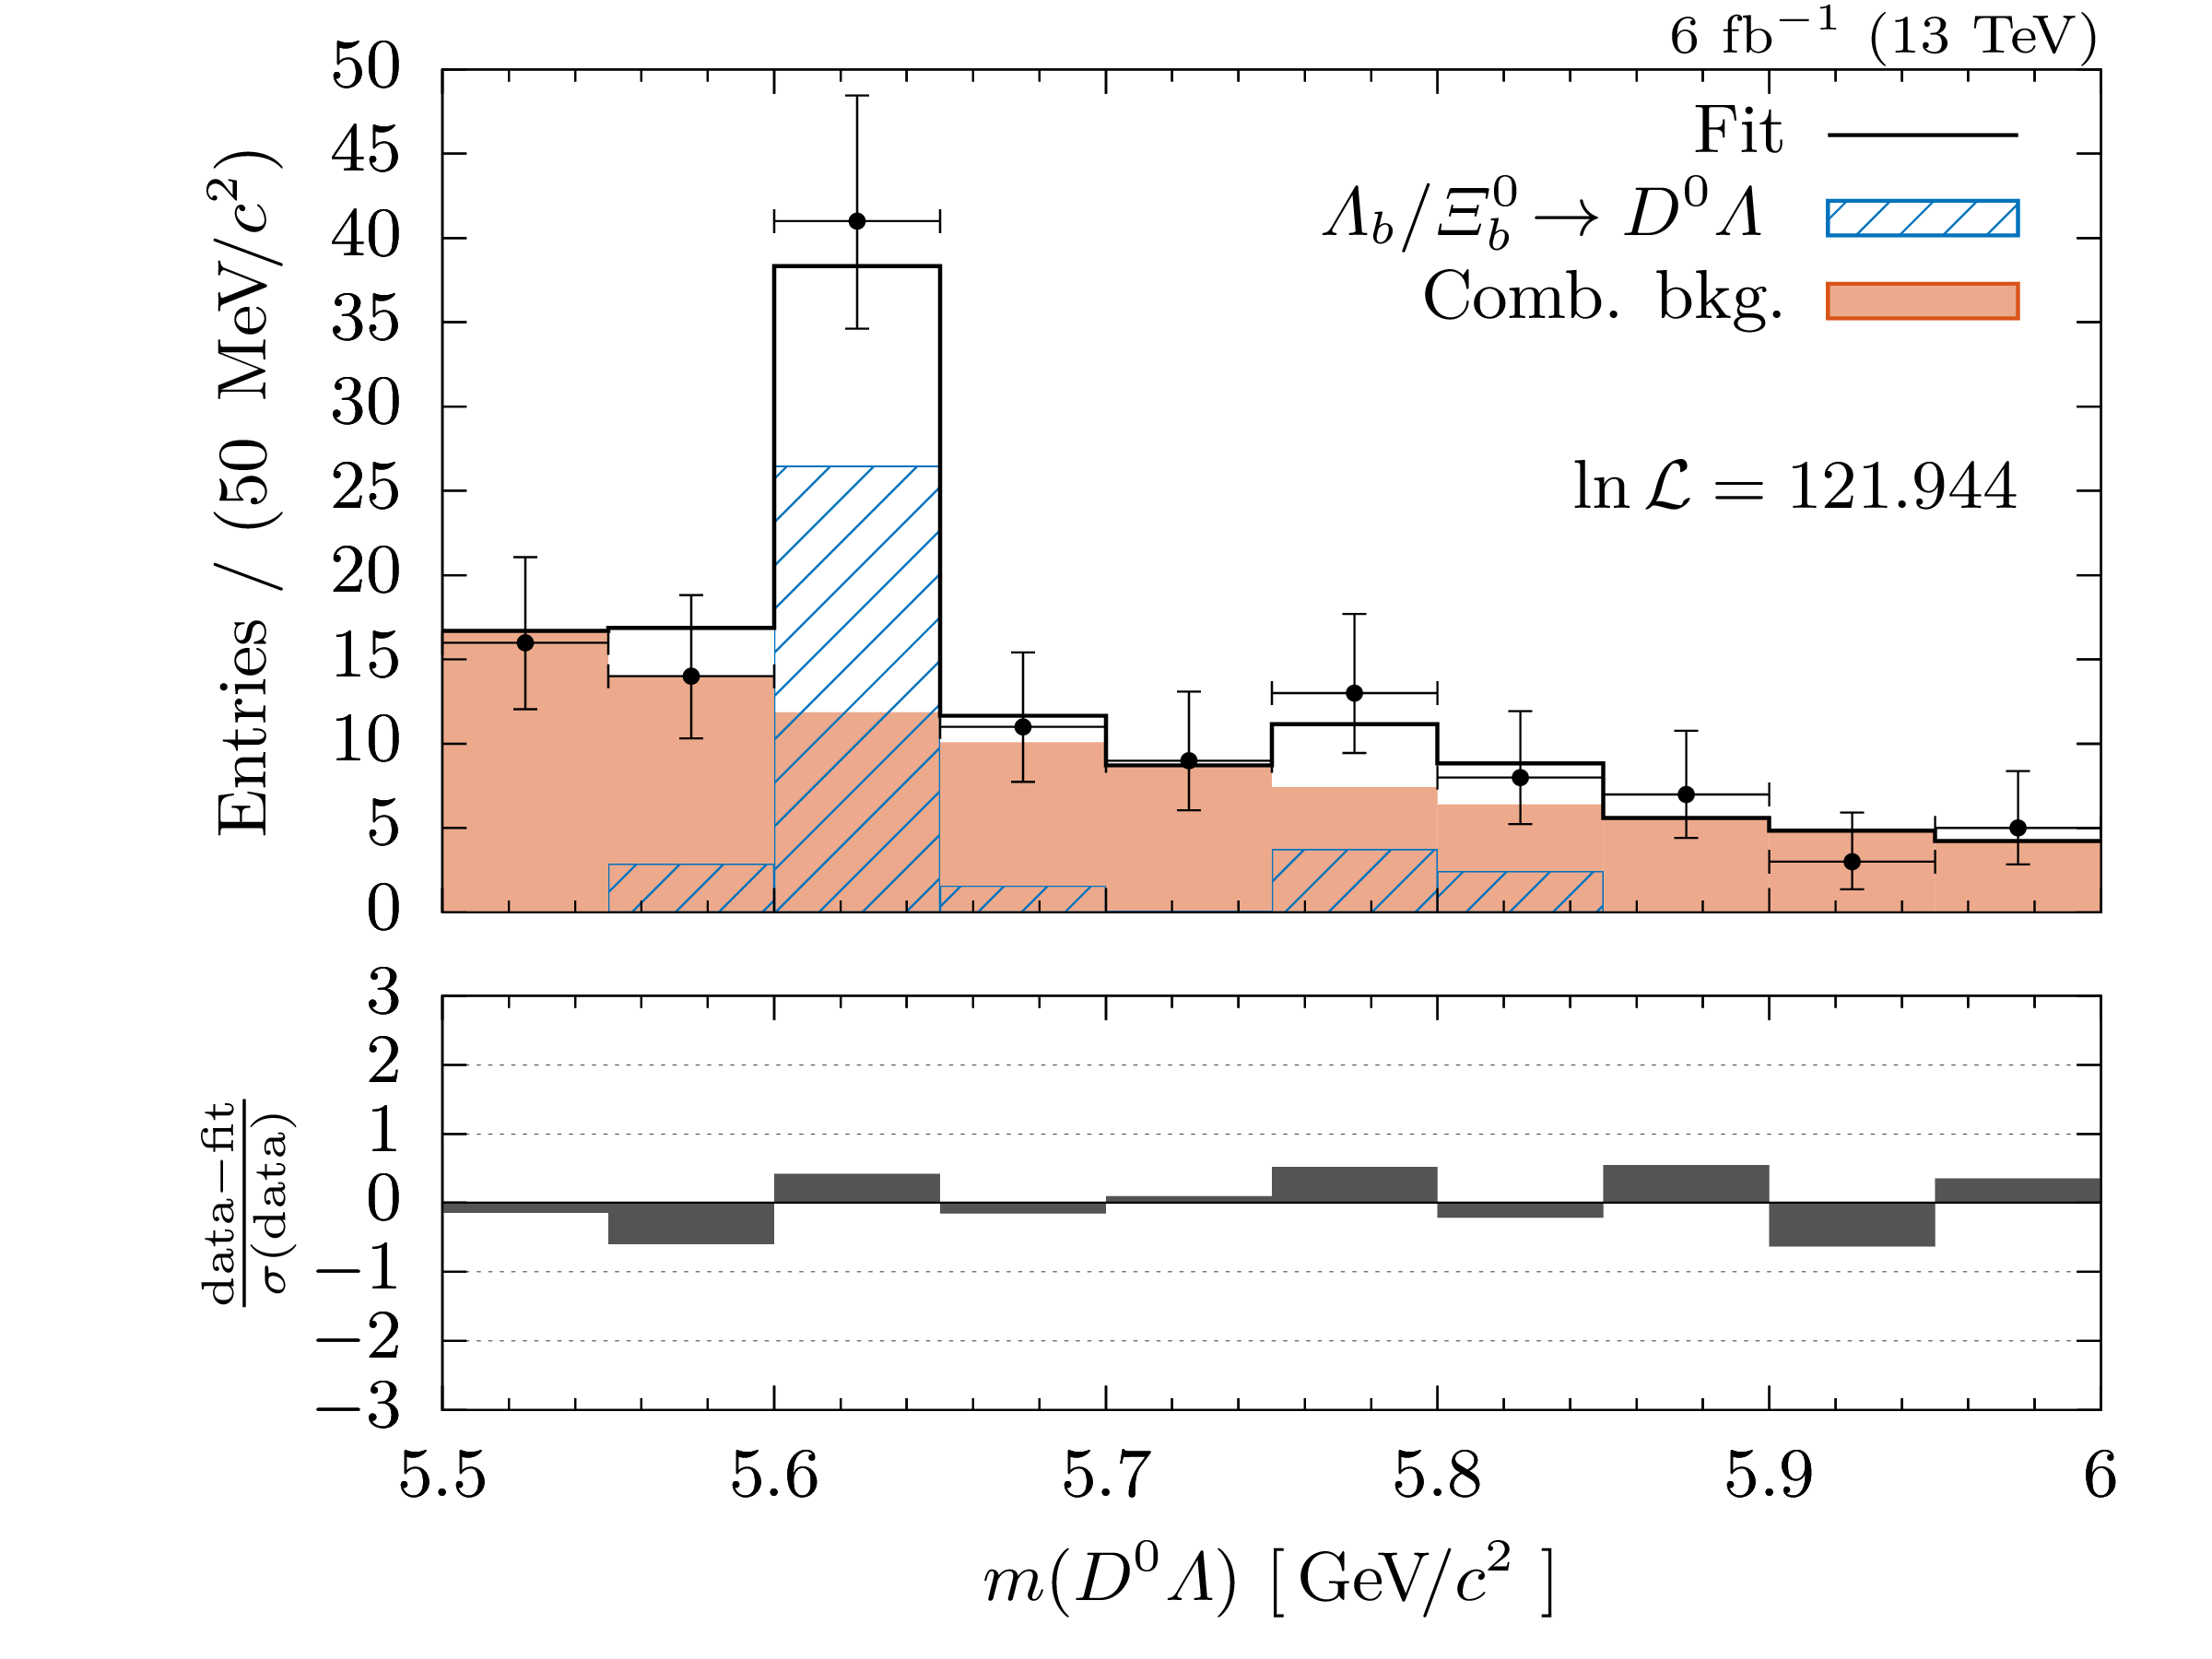 6 fb⁻¹ (13 TeV)
Entries / (50 MeV/c²)
50
45
40
35
30
25
20
15
10
5
0
Fit
Λb/Ξb⁰ → D⁰Λ
Comb. bkg.
ln ℒ = 121.944
data−fit
σ(data)
3
2
1
0
−1
−2
−3
5.5 5.6 5.7 5.8 5.9 6
m(D⁰Λ) [ GeV/c² ]